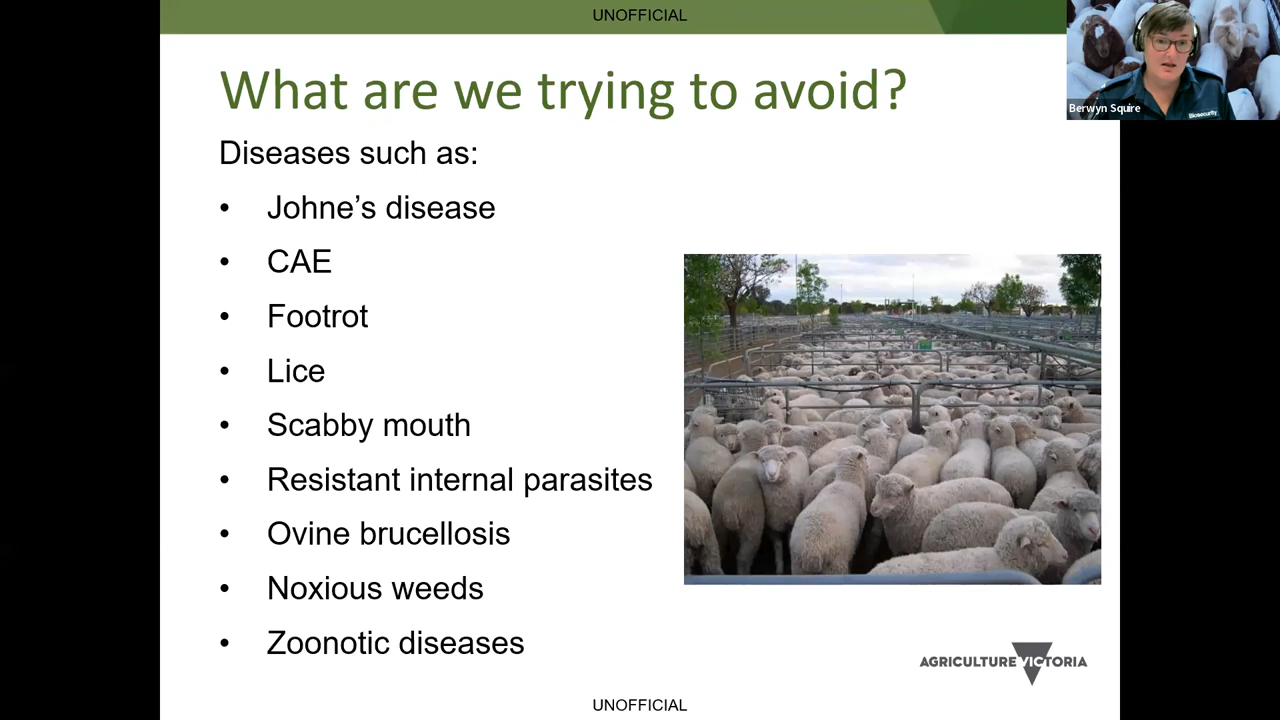 UNOFFICIAL
Berwyn Squire
Biosecurity
What are we trying to avoid?
Diseases such as:
• Johne’s disease
• CAE
• Footrot
• Lice
• Scabby mouth
• Resistant internal parasites
• Ovine brucellosis
• Noxious weeds
• Zoonotic diseases
AGRICULTURE VICTORIA
UNOFFICIAL